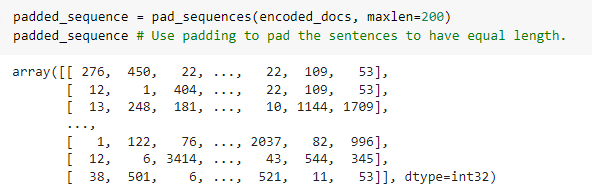 padded_sequence = pad_sequences(encoded_docs, maxlen=200)
padded_sequence # Use padding to pad the sentences to have equal length.
array([[ 276,  450,   22, ...,   22,  109,   53],
       [  12,    1,  404, ...,   22,  109,   53],
       [  13,  248,  181, ...,   10, 1144, 1709],
       ...,
       [   1,  122,   76, ..., 2037,   82,  996],
       [  12,    6, 3414, ...,   43,  544,  345],
       [  38,  501,    6, ...,  521,   11,   53]], dtype=int32)